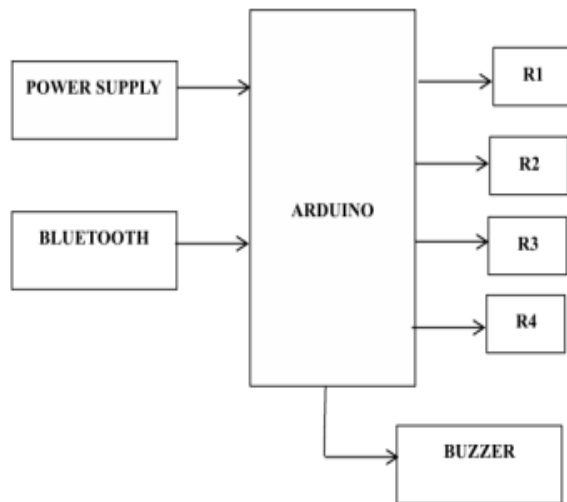 POWER SUPPLY
BLUETOOTH
ARDUINO
R1
R2
R3
R4
BUZZER